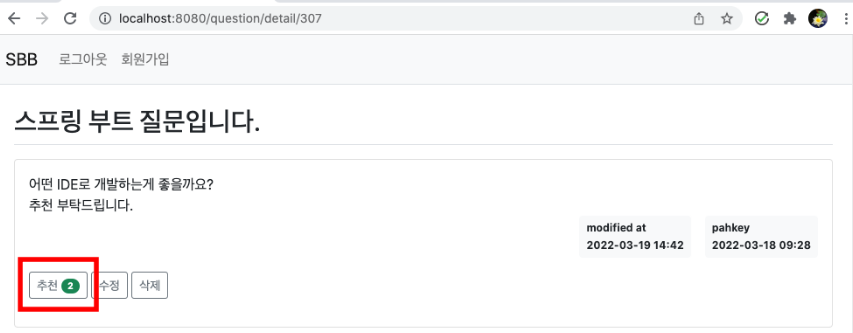 localhost:8080/question/detail/307
SBB 로그아웃 회원가입
스프링 부트 질문입니다.
어떤 IDE로 개발하는게 좋을까요?
추천 부탁드립니다.
modified at
2022-03-19 14:42
pahkey
2022-03-18 09:28
추천 2 수정 삭제